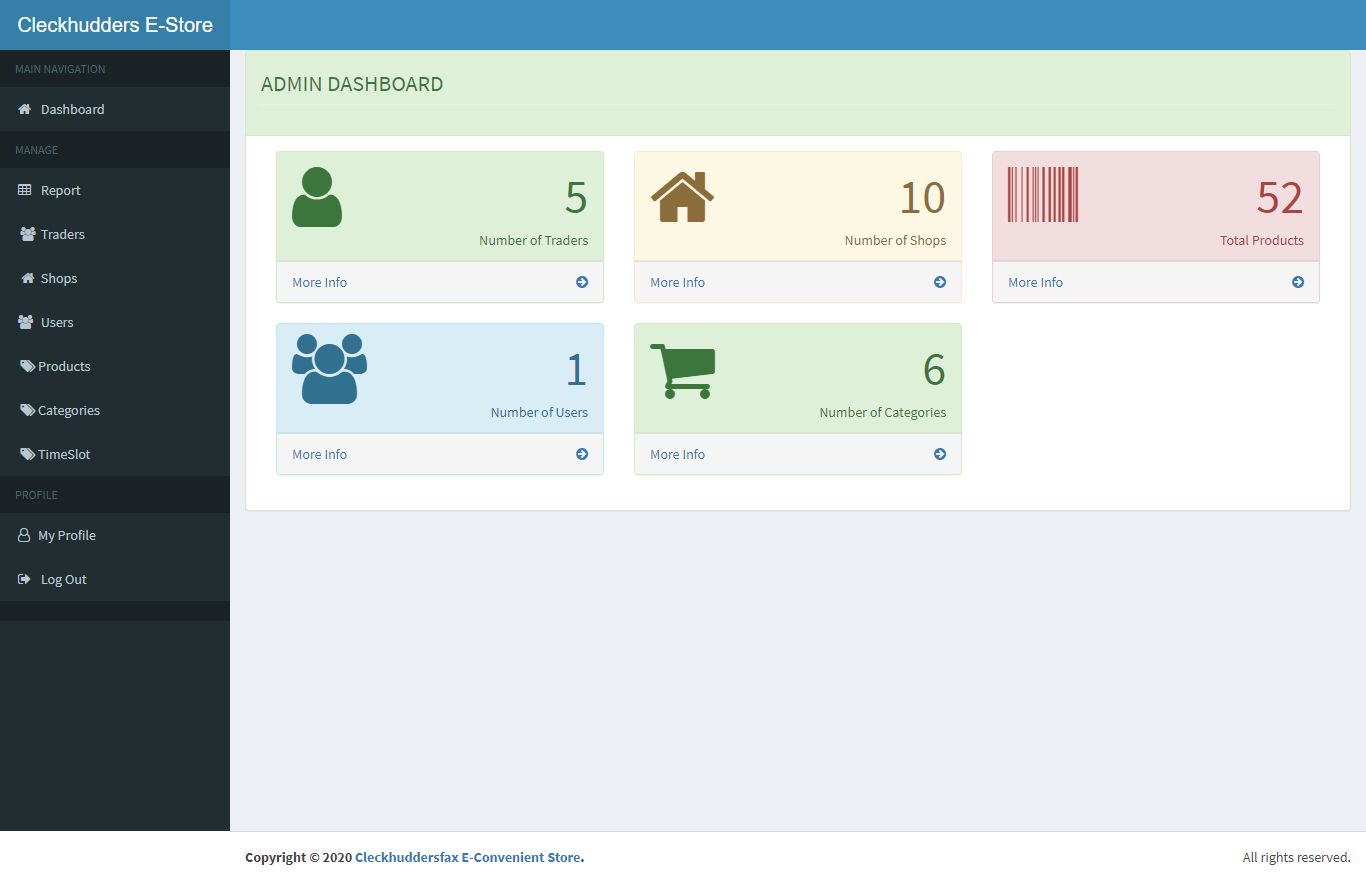 Cleckhudders E-Store
MAIN NAVIGATION
Dashboard
MANAGE
Report
Traders
Shops
Users
Products
Categories
TimeSlot
PROFILE
My Profile
Log Out
ADMIN DASHBOARD
5
Number of Traders
More Info
10
Number of Shops
More Info
52
Total Products
More Info
1
Number of Users
More Info
6
Number of Categories
More Info
Copyright © 2020 Cleckhuddersfax E-Convenient Store.
All rights reserved.